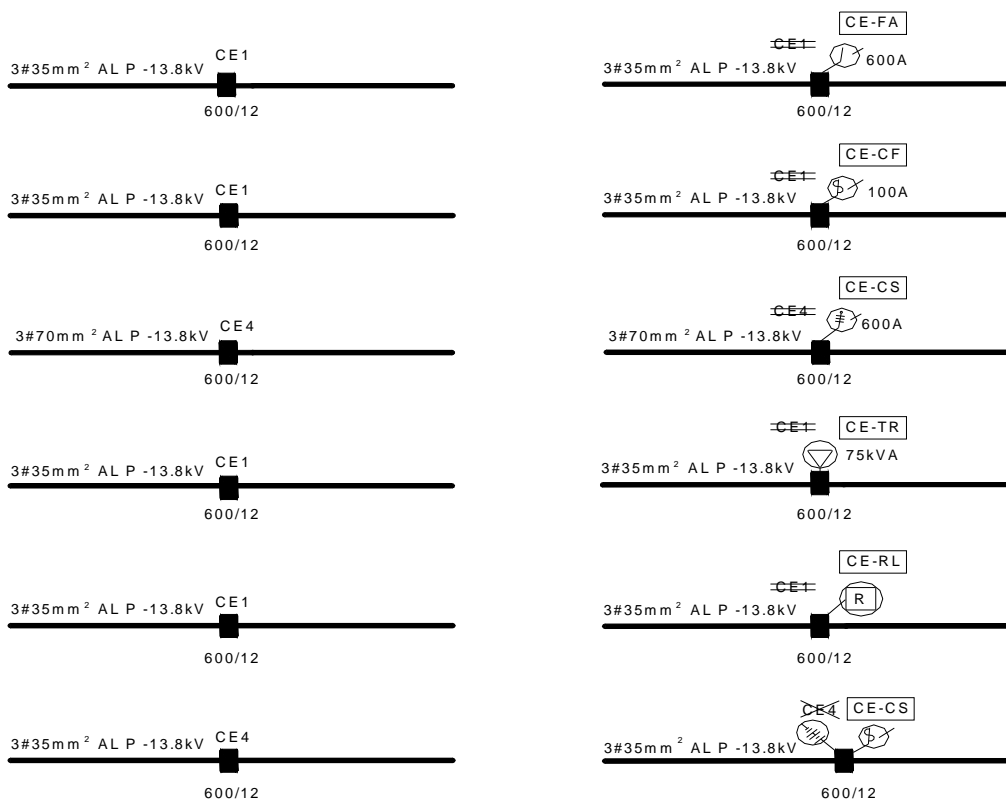 CE1
3#35mm² AL P -13.8kV
600/12
CE-FA
CE1
600A
3#35mm² AL P -13.8kV
600/12
CE1
3#35mm² AL P -13.8kV
600/12
CE-CF
CE1
100A
3#35mm² AL P -13.8kV
600/12
CE4
3#70mm² AL P -13.8kV
600/12
CE-CS
CE4
600A
3#70mm² AL P -13.8kV
600/12
CE1
3#35mm² AL P -13.8kV
600/12
CE1
CE-TR
75kVA
3#35mm² AL P -13.8kV
600/12
CE1
3#35mm² AL P -13.8kV
600/12
CE-RL
CE1
R
3#35mm² AL P -13.8kV
600/12
CE4
3#35mm² AL P -13.8kV
600/12
CE4 CE-CS
3#35mm² AL P -13.8kV
600/12